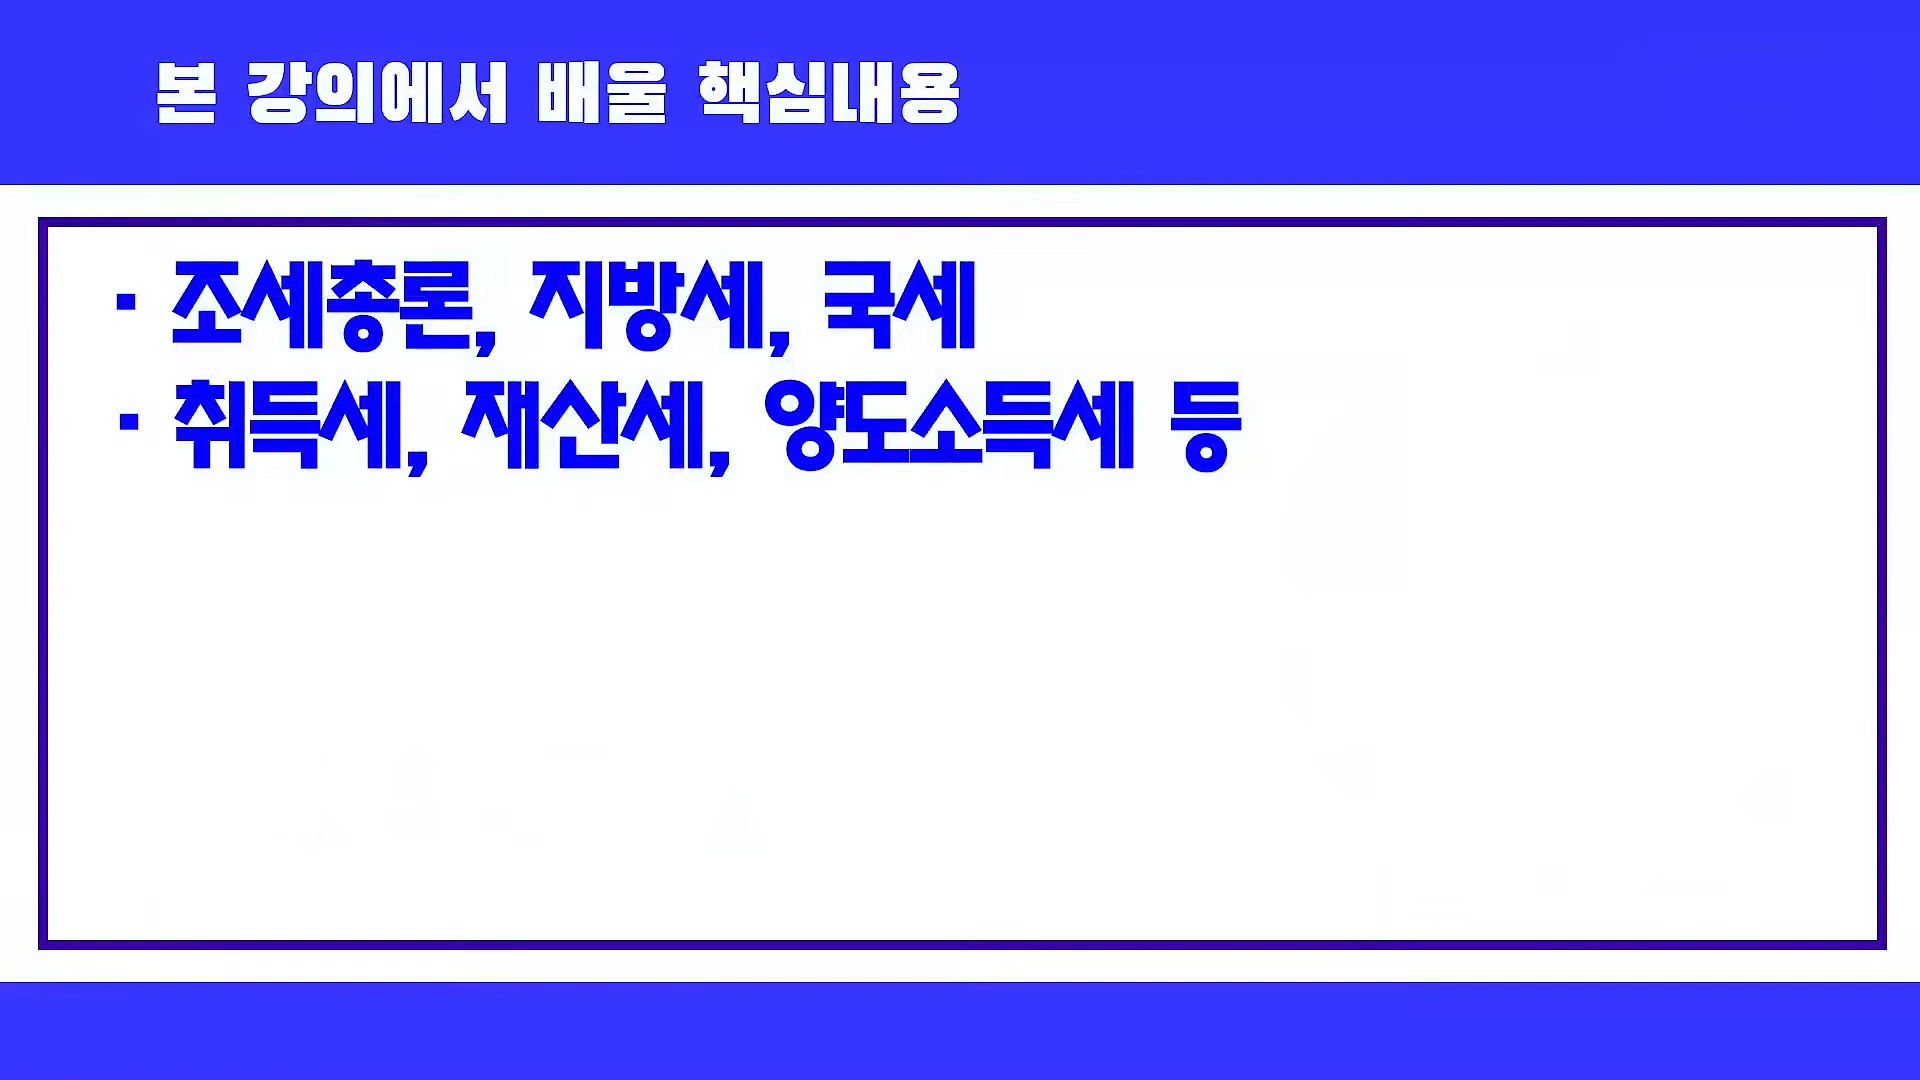 본 강의에서 배울 핵심내용
· 조세총론, 지방세, 국세
· 취득세, 재산세, 양도소득세 등